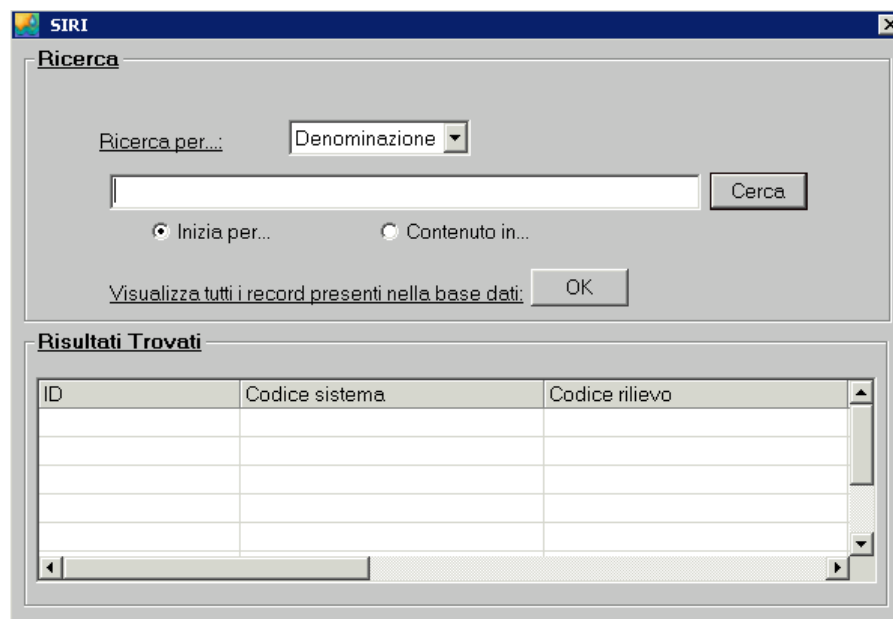 SIRI
Ricerca
Ricerca per...: Denominazione
Cerca
Inizia per... Contenuto in...
Visualizza tutti i record presenti nella base dati: OK
Risultati Trovati
ID Codice sistema Codice rilievo